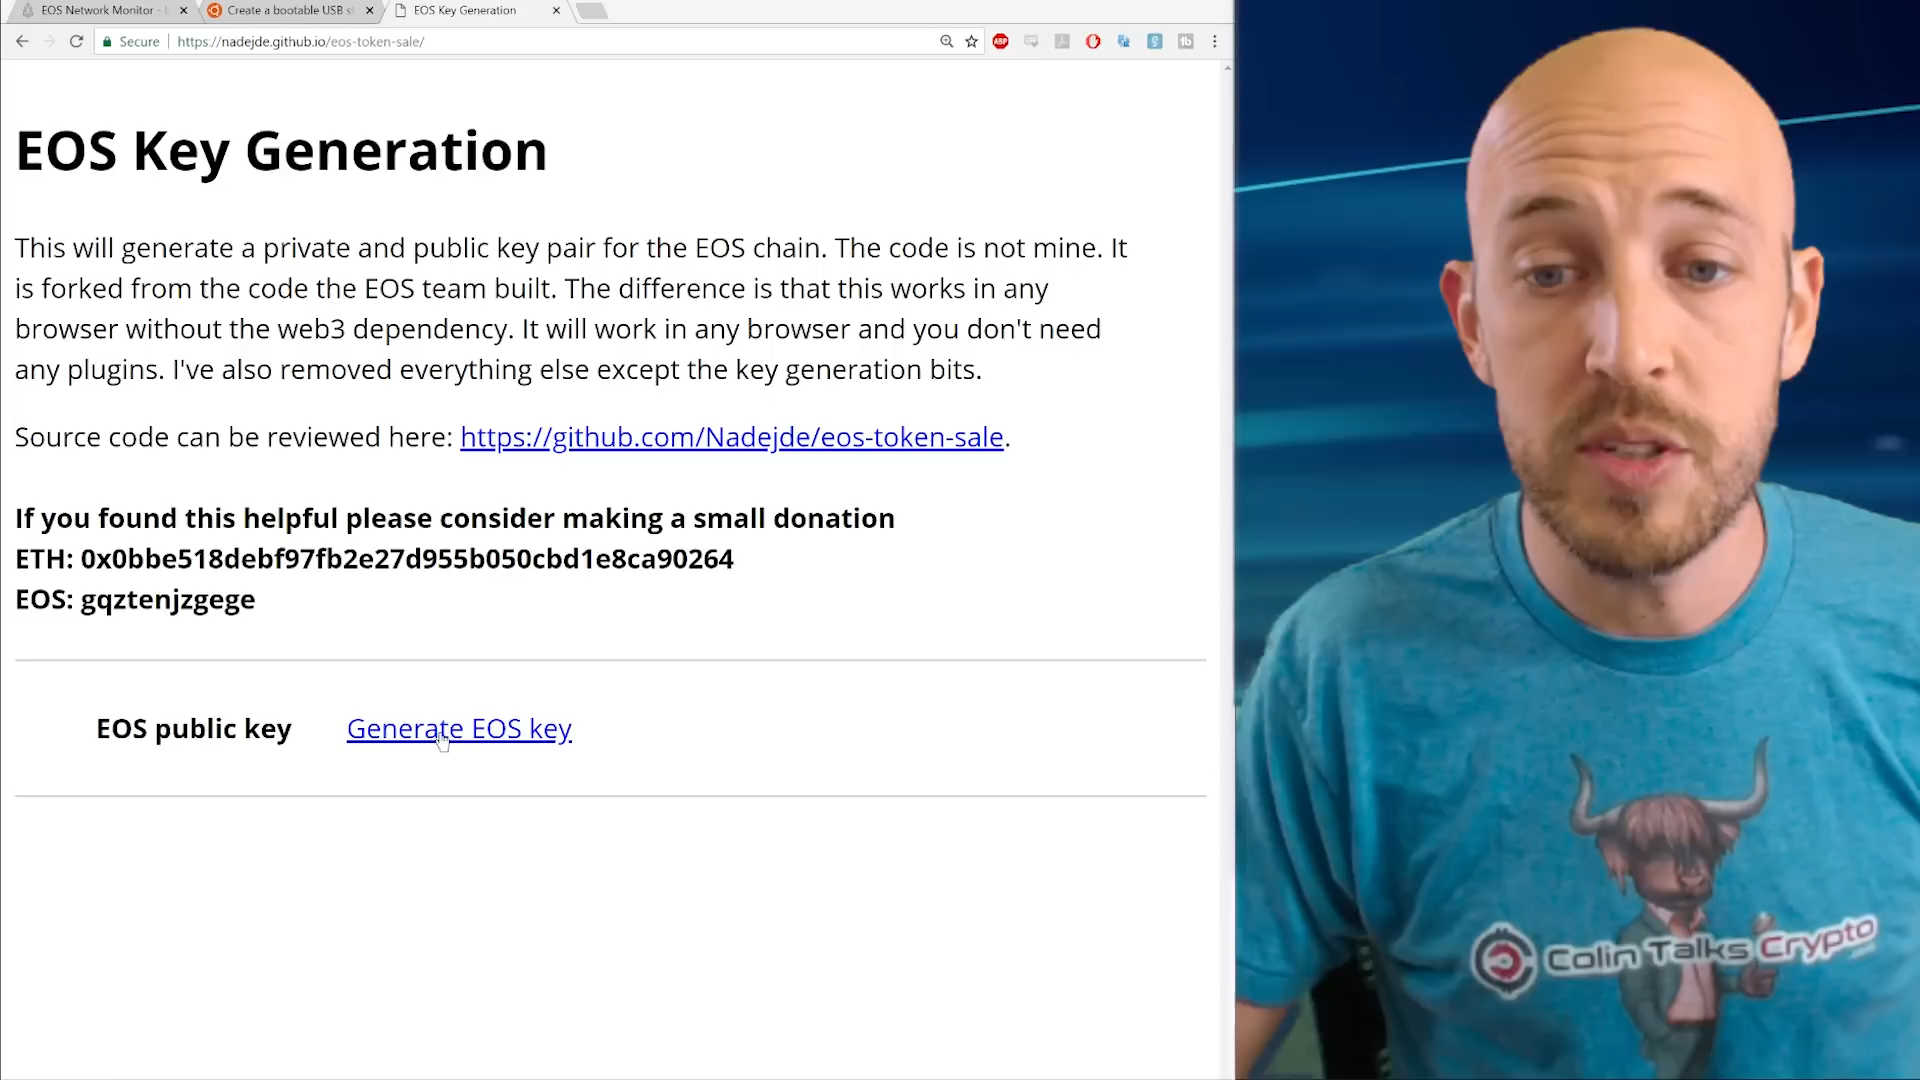 EOS Network Monitor -
Create a bootable USB s
EOS Key Generation
Secure
https://nadejde.github.io/eos-token-sale/
ABP
EOS Key Generation
This will generate a private and public key pair for the EOS chain. The code is not mine. It
is forked from the code the EOS team built. The difference is that this works in any
browser without the web3 dependency. It will work in any browser and you don't need
any plugins. I've also removed everything else except the key generation bits.
Source code can be reviewed here: https://github.com/Nadejde/eos-token-sale.
If you found this helpful please consider making a small donation
ETH: 0x0bbe518debf97fb2e27d955b050cbd1e8ca90264
EOS: gqztenjzgege
EOS public key
Generate EOS key
Colin Talks Crypto